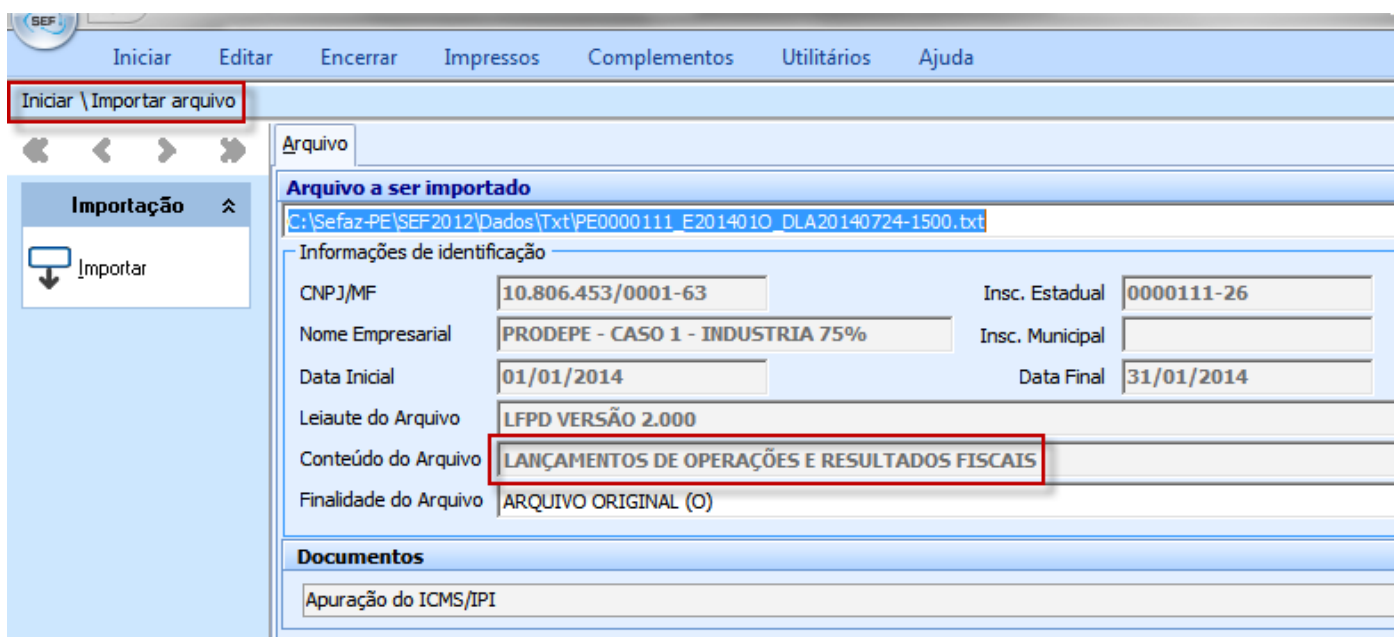 SEF
Iniciar Editar Encerrar Impressos Complementos Utilitários Ajuda
Iniciar \ Importar arquivo
Arquivo
Importação
Importar
Arquivo a ser importado
C:\Sefaz-PE\SEF2012\Dados\Txt\PE0000111_E201401O_DLA20140724-1500.txt
Informações de identificação
CNPJ/MF 10.806.453/0001-63 Insc. Estadual 0000111-26
Nome Empresarial PRODEPE - CASO 1 - INDUSTRIA 75% Insc. Municipal
Data Inicial 01/01/2014 Data Final 31/01/2014
Leiaute do Arquivo LFPD VERSÃO 2.000
Conteúdo do Arquivo LANÇAMENTOS DE OPERAÇÕES E RESULTADOS FISCAIS
Finalidade do Arquivo ARQUIVO ORIGINAL (O)
Documentos
Apuração do ICMS/IPI